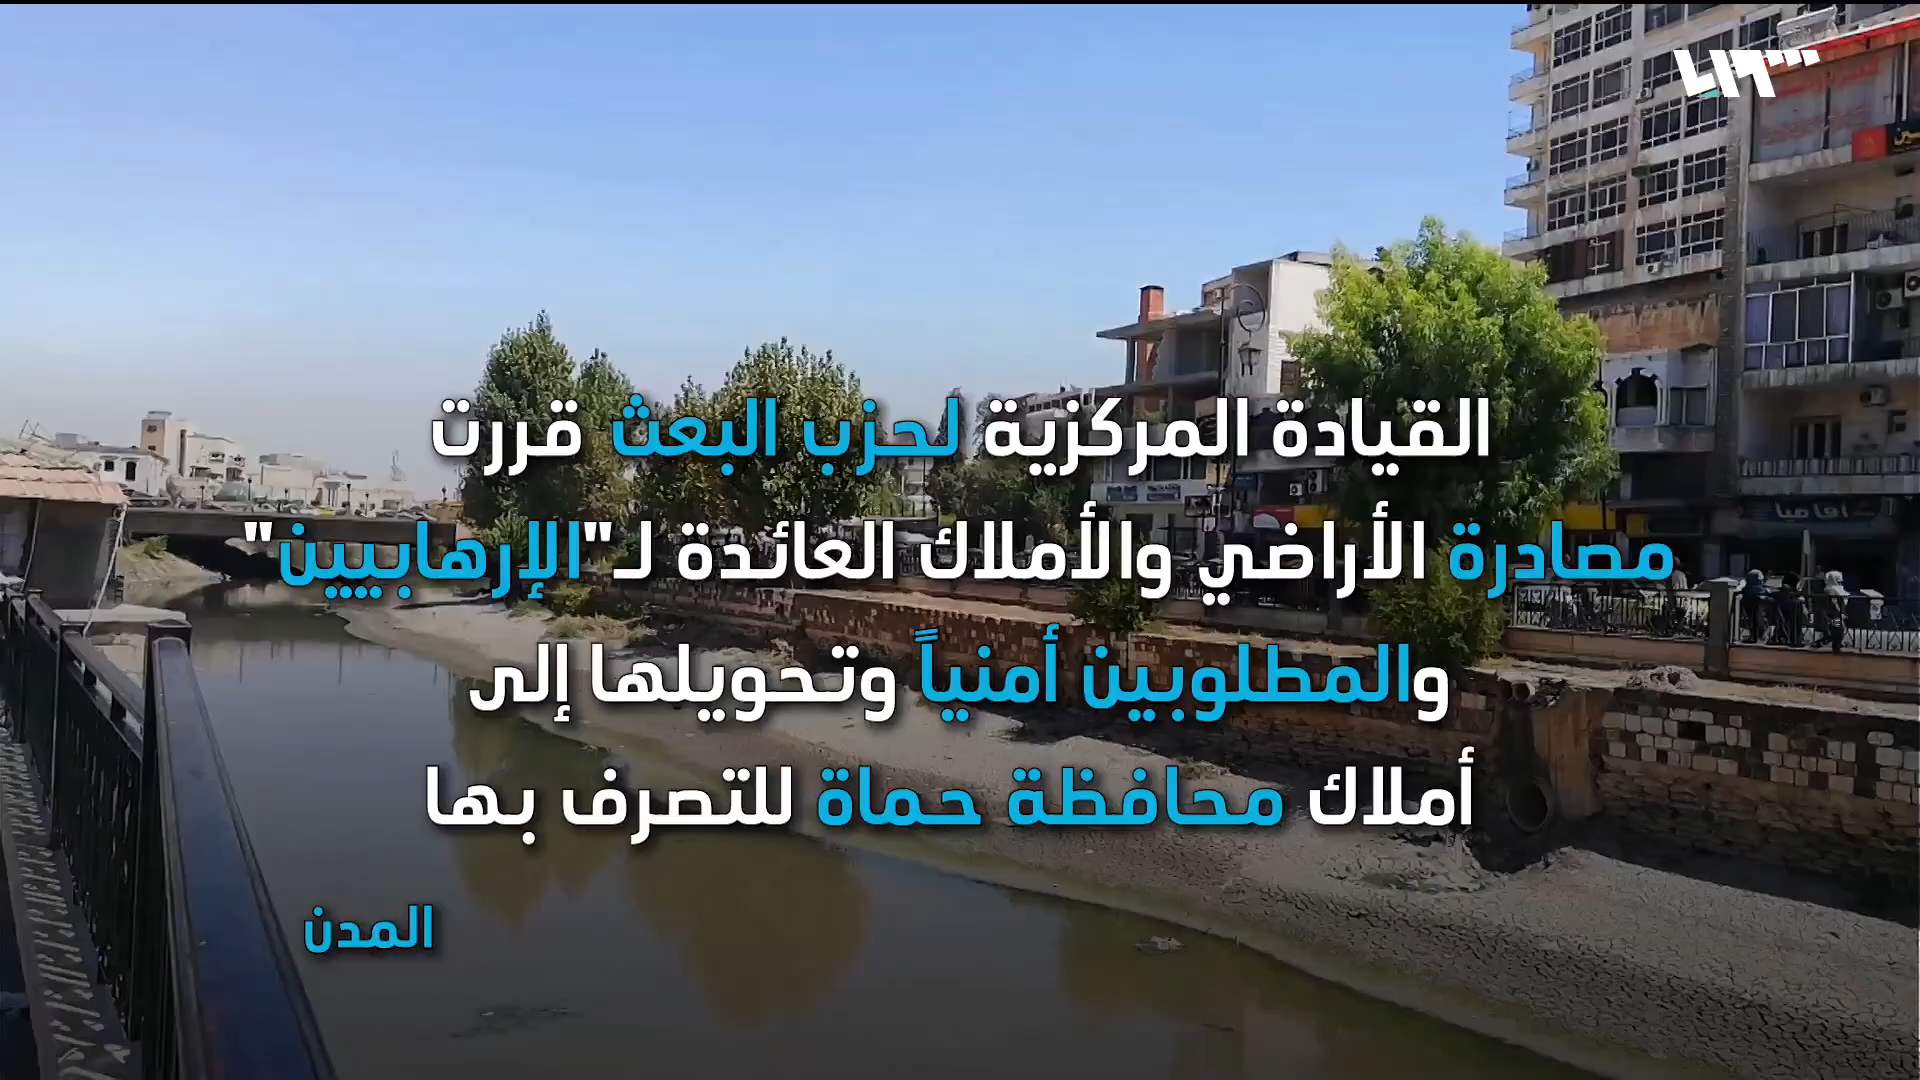 القيادة المركزية لحزب البعث قررت
مصادرة الأراضي والأملاك العائدة لـ "الإرهابيين"
والمطلوبين أمنياً وتحويلها إلى
أملاك محافظة حماة للتصرف بها
المدن
أفاميا